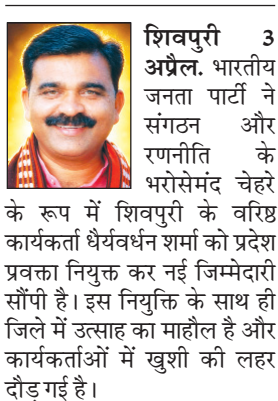 शिवपुरी 3
अप्रैल. भारतीय
जनता पार्टी ने
संगठन और
रणनीति के
भरोसेमंद चेहरे
के रूप में शिवपुरी के वरिष्ठ
कार्यकर्ता धैर्यवर्धन शर्मा को प्रदेश
प्रवक्ता नियुक्त कर नई जिम्मेदारी
सौंपी है। इस नियुक्ति के साथ ही
जिले में उत्साह का माहौल है और
कार्यकर्ताओं में खुशी की लहर
दौड़ गई है।